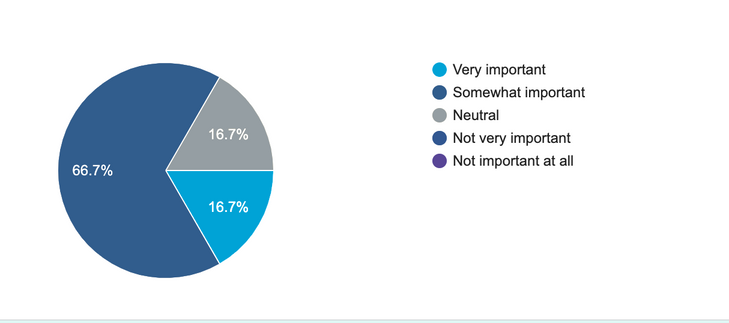 Very important
Somewhat important
Neutral
Not very important
Not important at all
16.7%
66.7%
16.7%